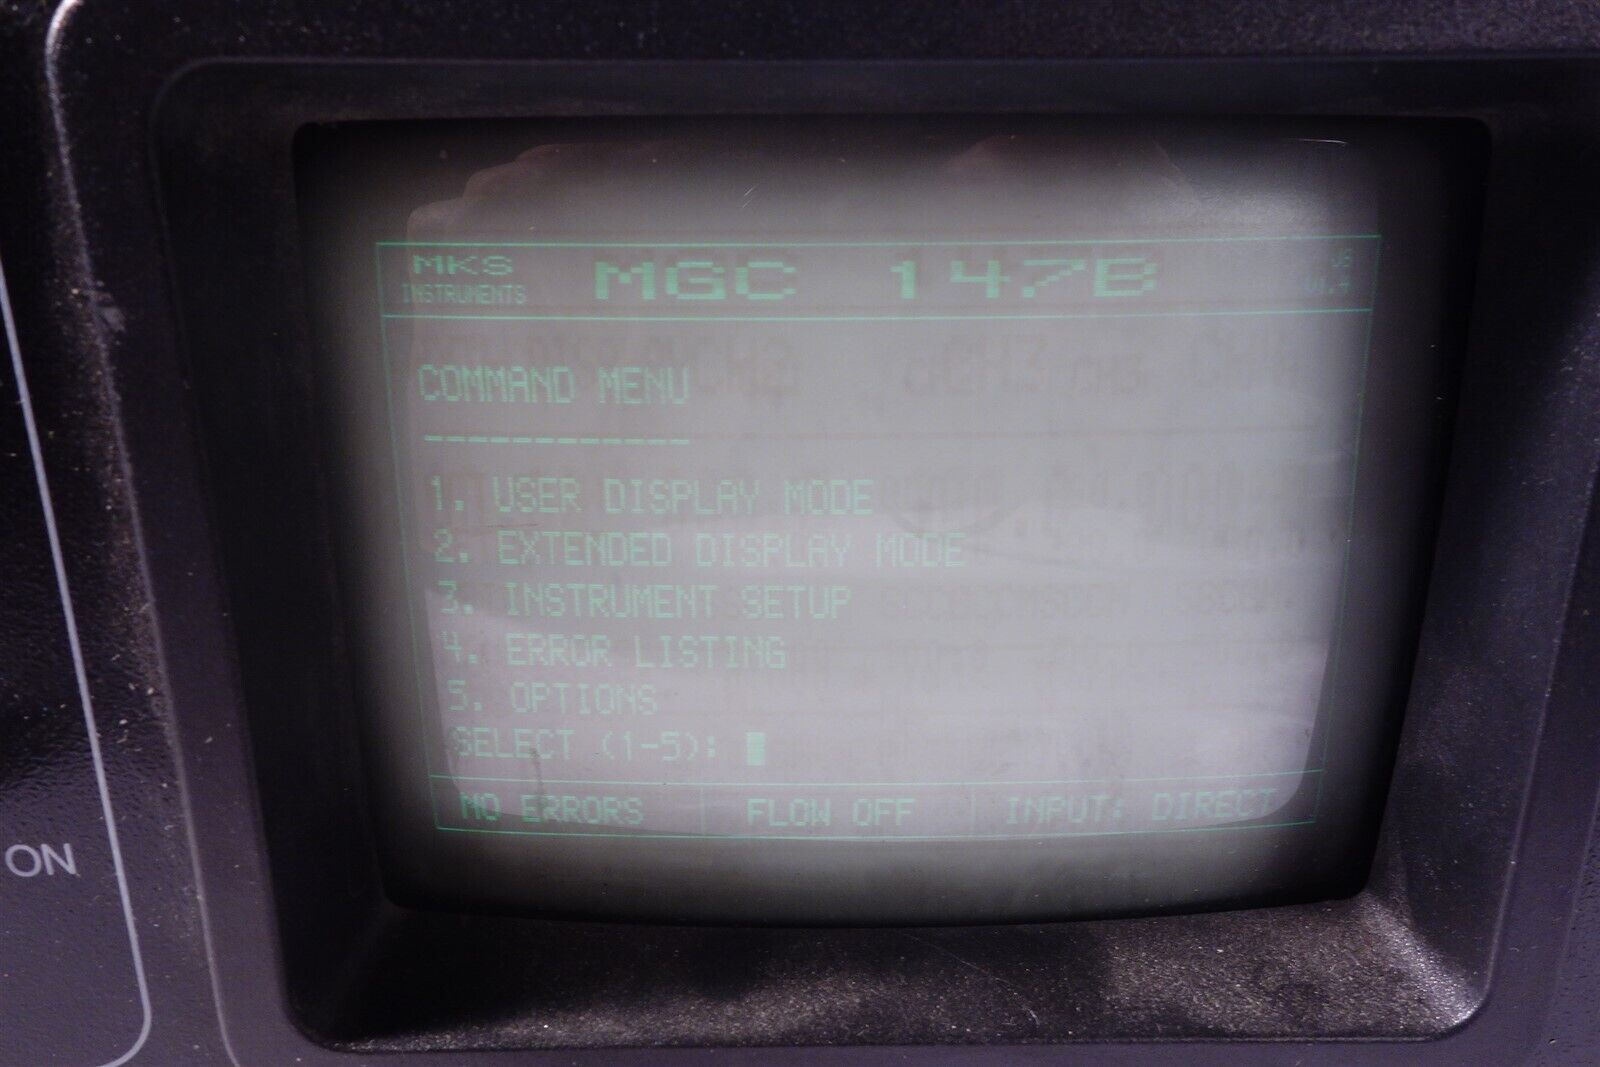 MKS
INSTRUMENTS
MGC 147B
COMMAND MENU
------------
1. USER DISPLAY MODE
2. EXTENDED DISPLAY MODE
3. INSTRUMENT SETUP
4. ERROR LISTING
5. OPTIONS
SELECT (1-5):
NO ERRORS
FLOW OFF
INPUT: DIRECT
ON